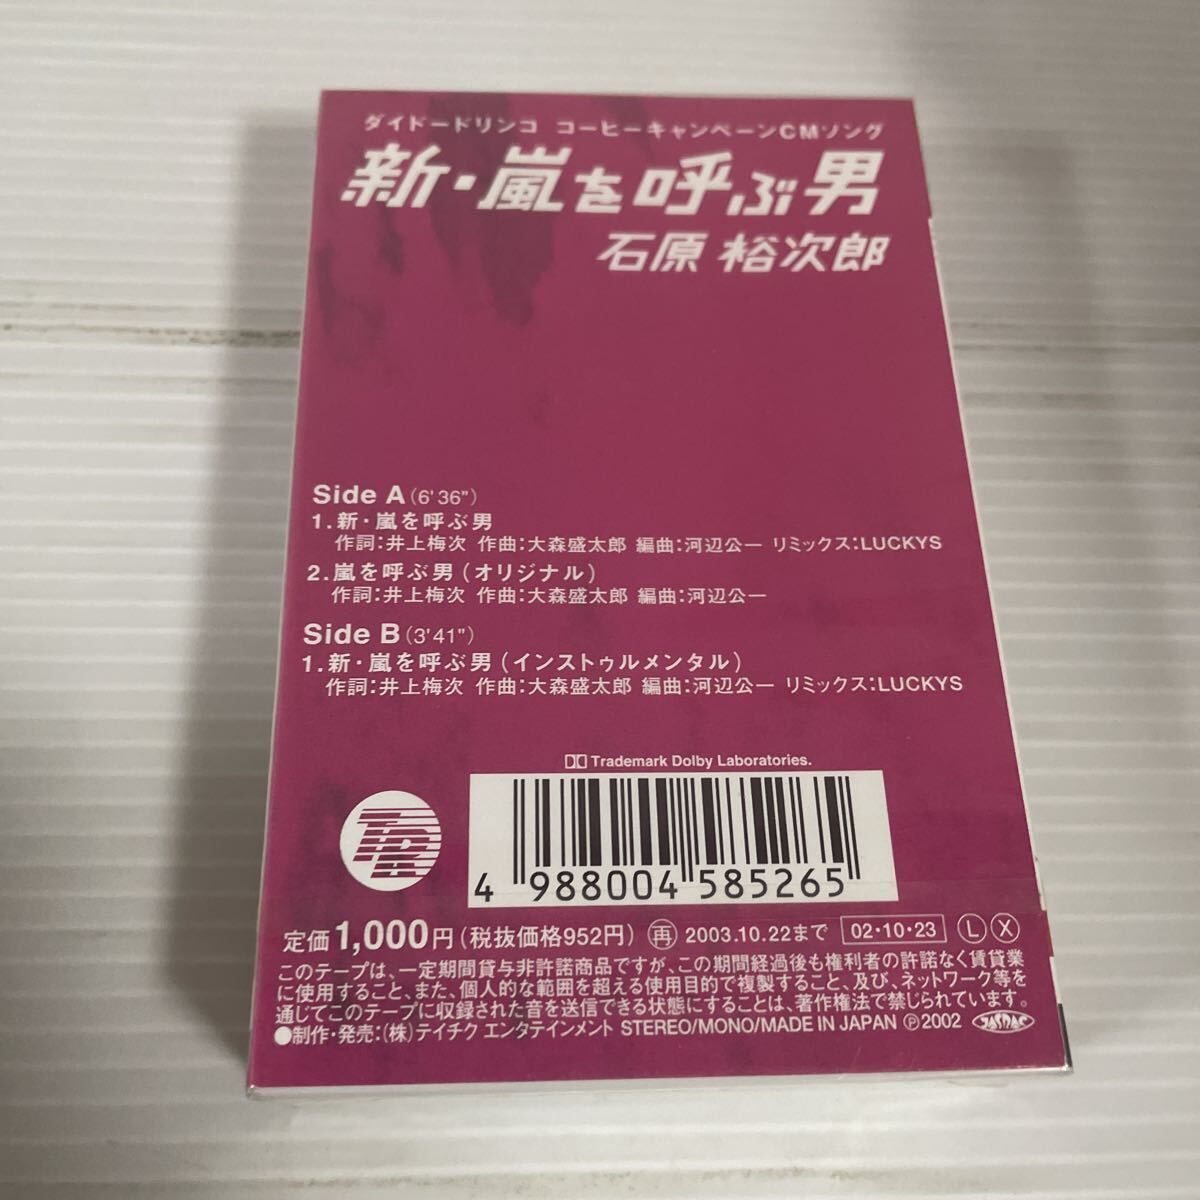 ダイドードリンコ コーヒーキャンペーンCMソング
新・嵐を呼ぶ男
石原 裕次郎
Side A(6'36")
1.新・嵐を呼ぶ男
作詞:井上梅次 作曲:大森盛太郎 編曲:河辺公一 リミックス:LUCKYS
2.嵐を呼ぶ男(オリジナル)
作詞:井上梅次 作曲:大森盛太郎 編曲:河辺公一
Side B(3'41")
1.新・嵐を呼ぶ男(インストゥルメンタル)
作詞:井上梅次 作曲:大森盛太郎 編曲:河辺公一 リミックス:LUCKYS
Trademark Dolby Laboratories.
4 988004 585265
定価1,000円(税抜価格952円) 再 2003.10.22まで 02・10・23 L X
このテープは、一定期間貸与非許諾商品ですが、この期間経過後も権利者の許諾なく賃貸業
に使用すること、また、個人的な範囲を超える使用目的で複製すること、及び、ネットワーク等を
通じてこのテープに収録された音を送信できる状態にすることは、著作権法で禁じられています。
●制作・発売:(株)テイチク エンタテインメント STEREO/MONO/MADE IN JAPAN ℗2002 JASRAC